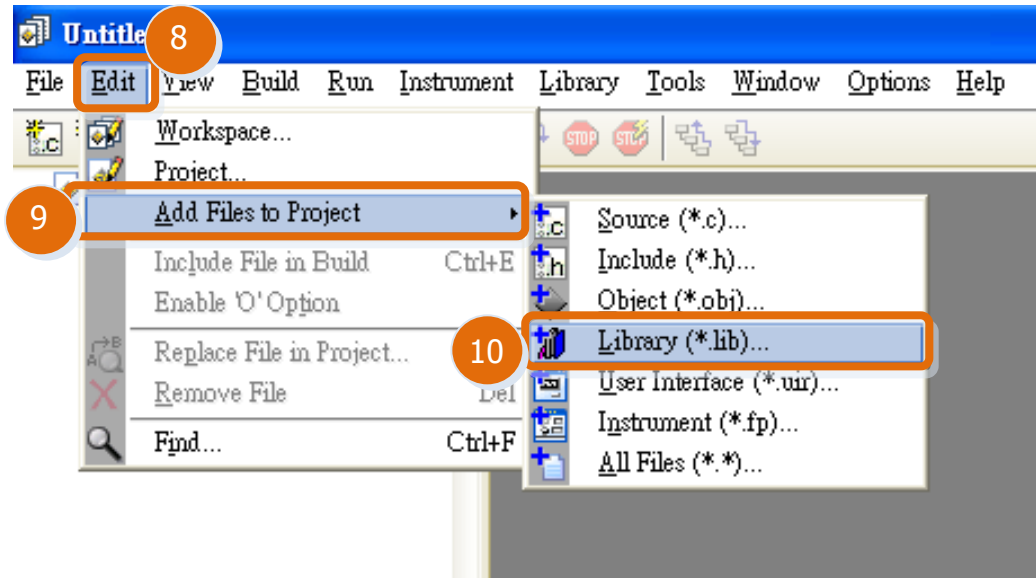 Untitle
8
File Edit View Build Run Instrument Library Tools Window Options Help
.c STOP STOP
Workspace...
Project...
9
Add Files to Project
.c Source (*.c)...
Include File in Build Ctrl+E
.h Include (*.h)...
Enable 'O' Option
Object (*.obj)...
Replace File in Project...
10
Library (*.lib)...
Remove File Del
User Interface (*.uir)...
Instrument (*.fp)...
Find... Ctrl+F
All Files (*.*)...